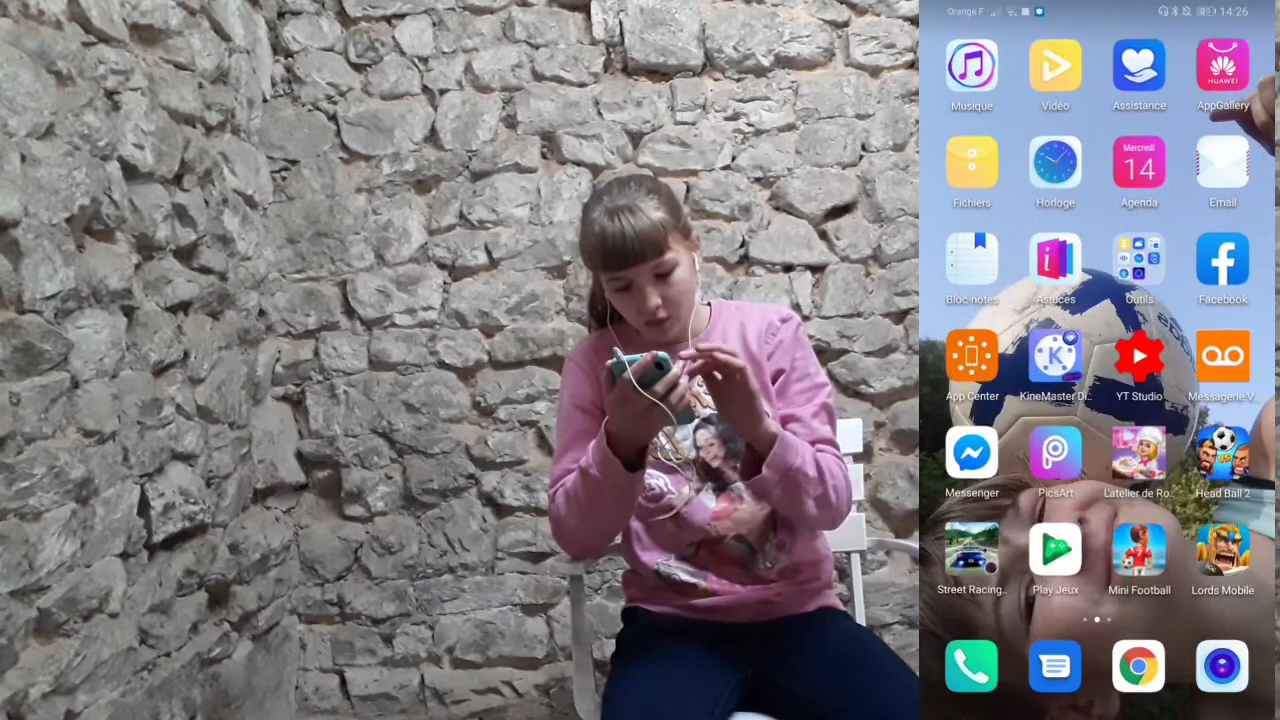 Orange F 39 14:26
Musique Vidéo Assistance AppGallery
HUAWEI
Mercredi
14
Fichiers Horloge Agenda Email
Bloc-notes Astuces Outils Facebook
App Center KineMaster Di.. YT Studio Messagerie V..
Messenger PicsArt L'atelier de Ro.. Head Ball 2
Street Racing.. Play Jeux Mini Football Lords Mobile